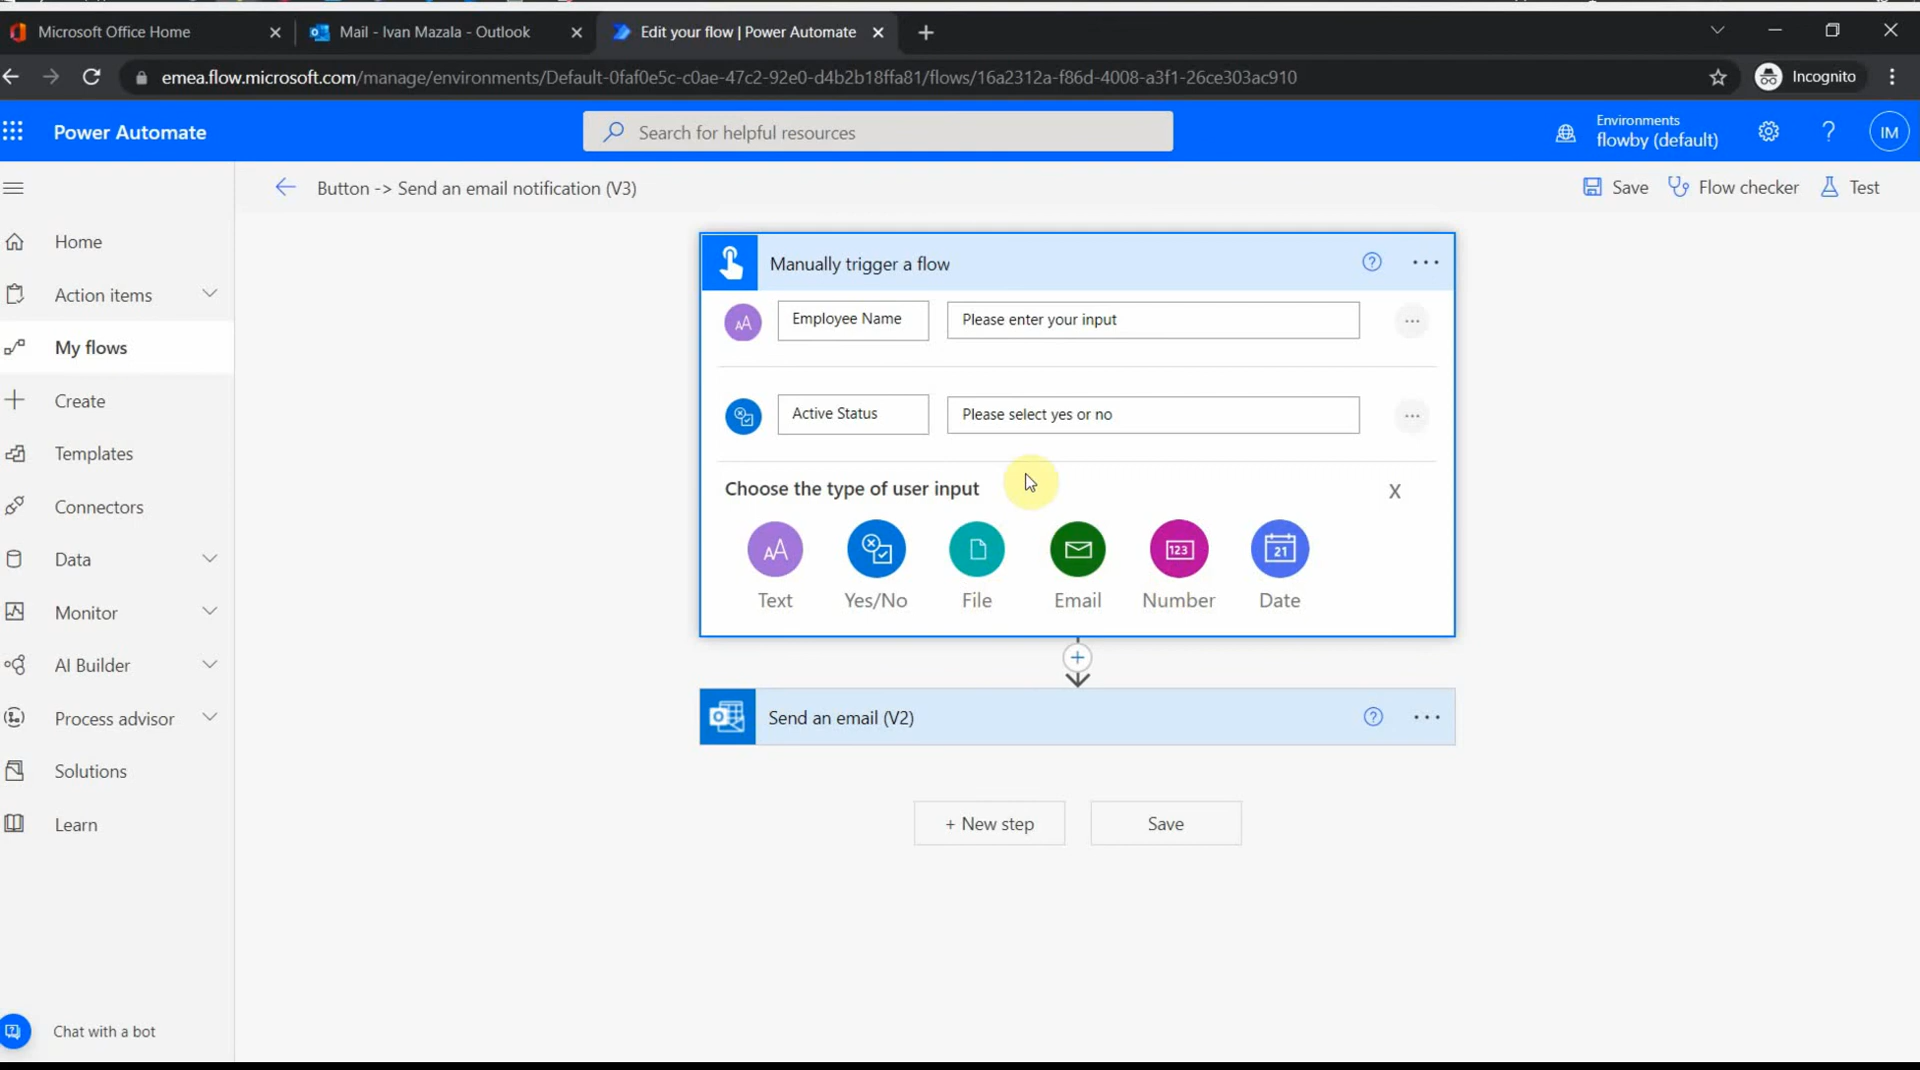 Microsoft Office Home
Mail - Ivan Mazala - Outlook
Edit your flow | Power Automate
emea.flow.microsoft.com/manage/environments/Default-0faf0e5c-c0ae-47c2-92e0-d4b2b18ffa81/flows/16a2312a-f86d-4008-a3f1-26ce303ac910
Incognito
Power Automate
Search for helpful resources
Environments
flowby (default)
IM
Button -> Send an email notification (V3)
Save
Flow checker
Test
Home
Action items
My flows
Create
Templates
Connectors
Data
Monitor
AI Builder
Process advisor
Solutions
Learn
Chat with a bot
Manually trigger a flow
Employee Name
Please enter your input
Active Status
Please select yes or no
Choose the type of user input
X
123
21
Text
Yes/No
File
Email
Number
Date
Send an email (V2)
+ New step
Save